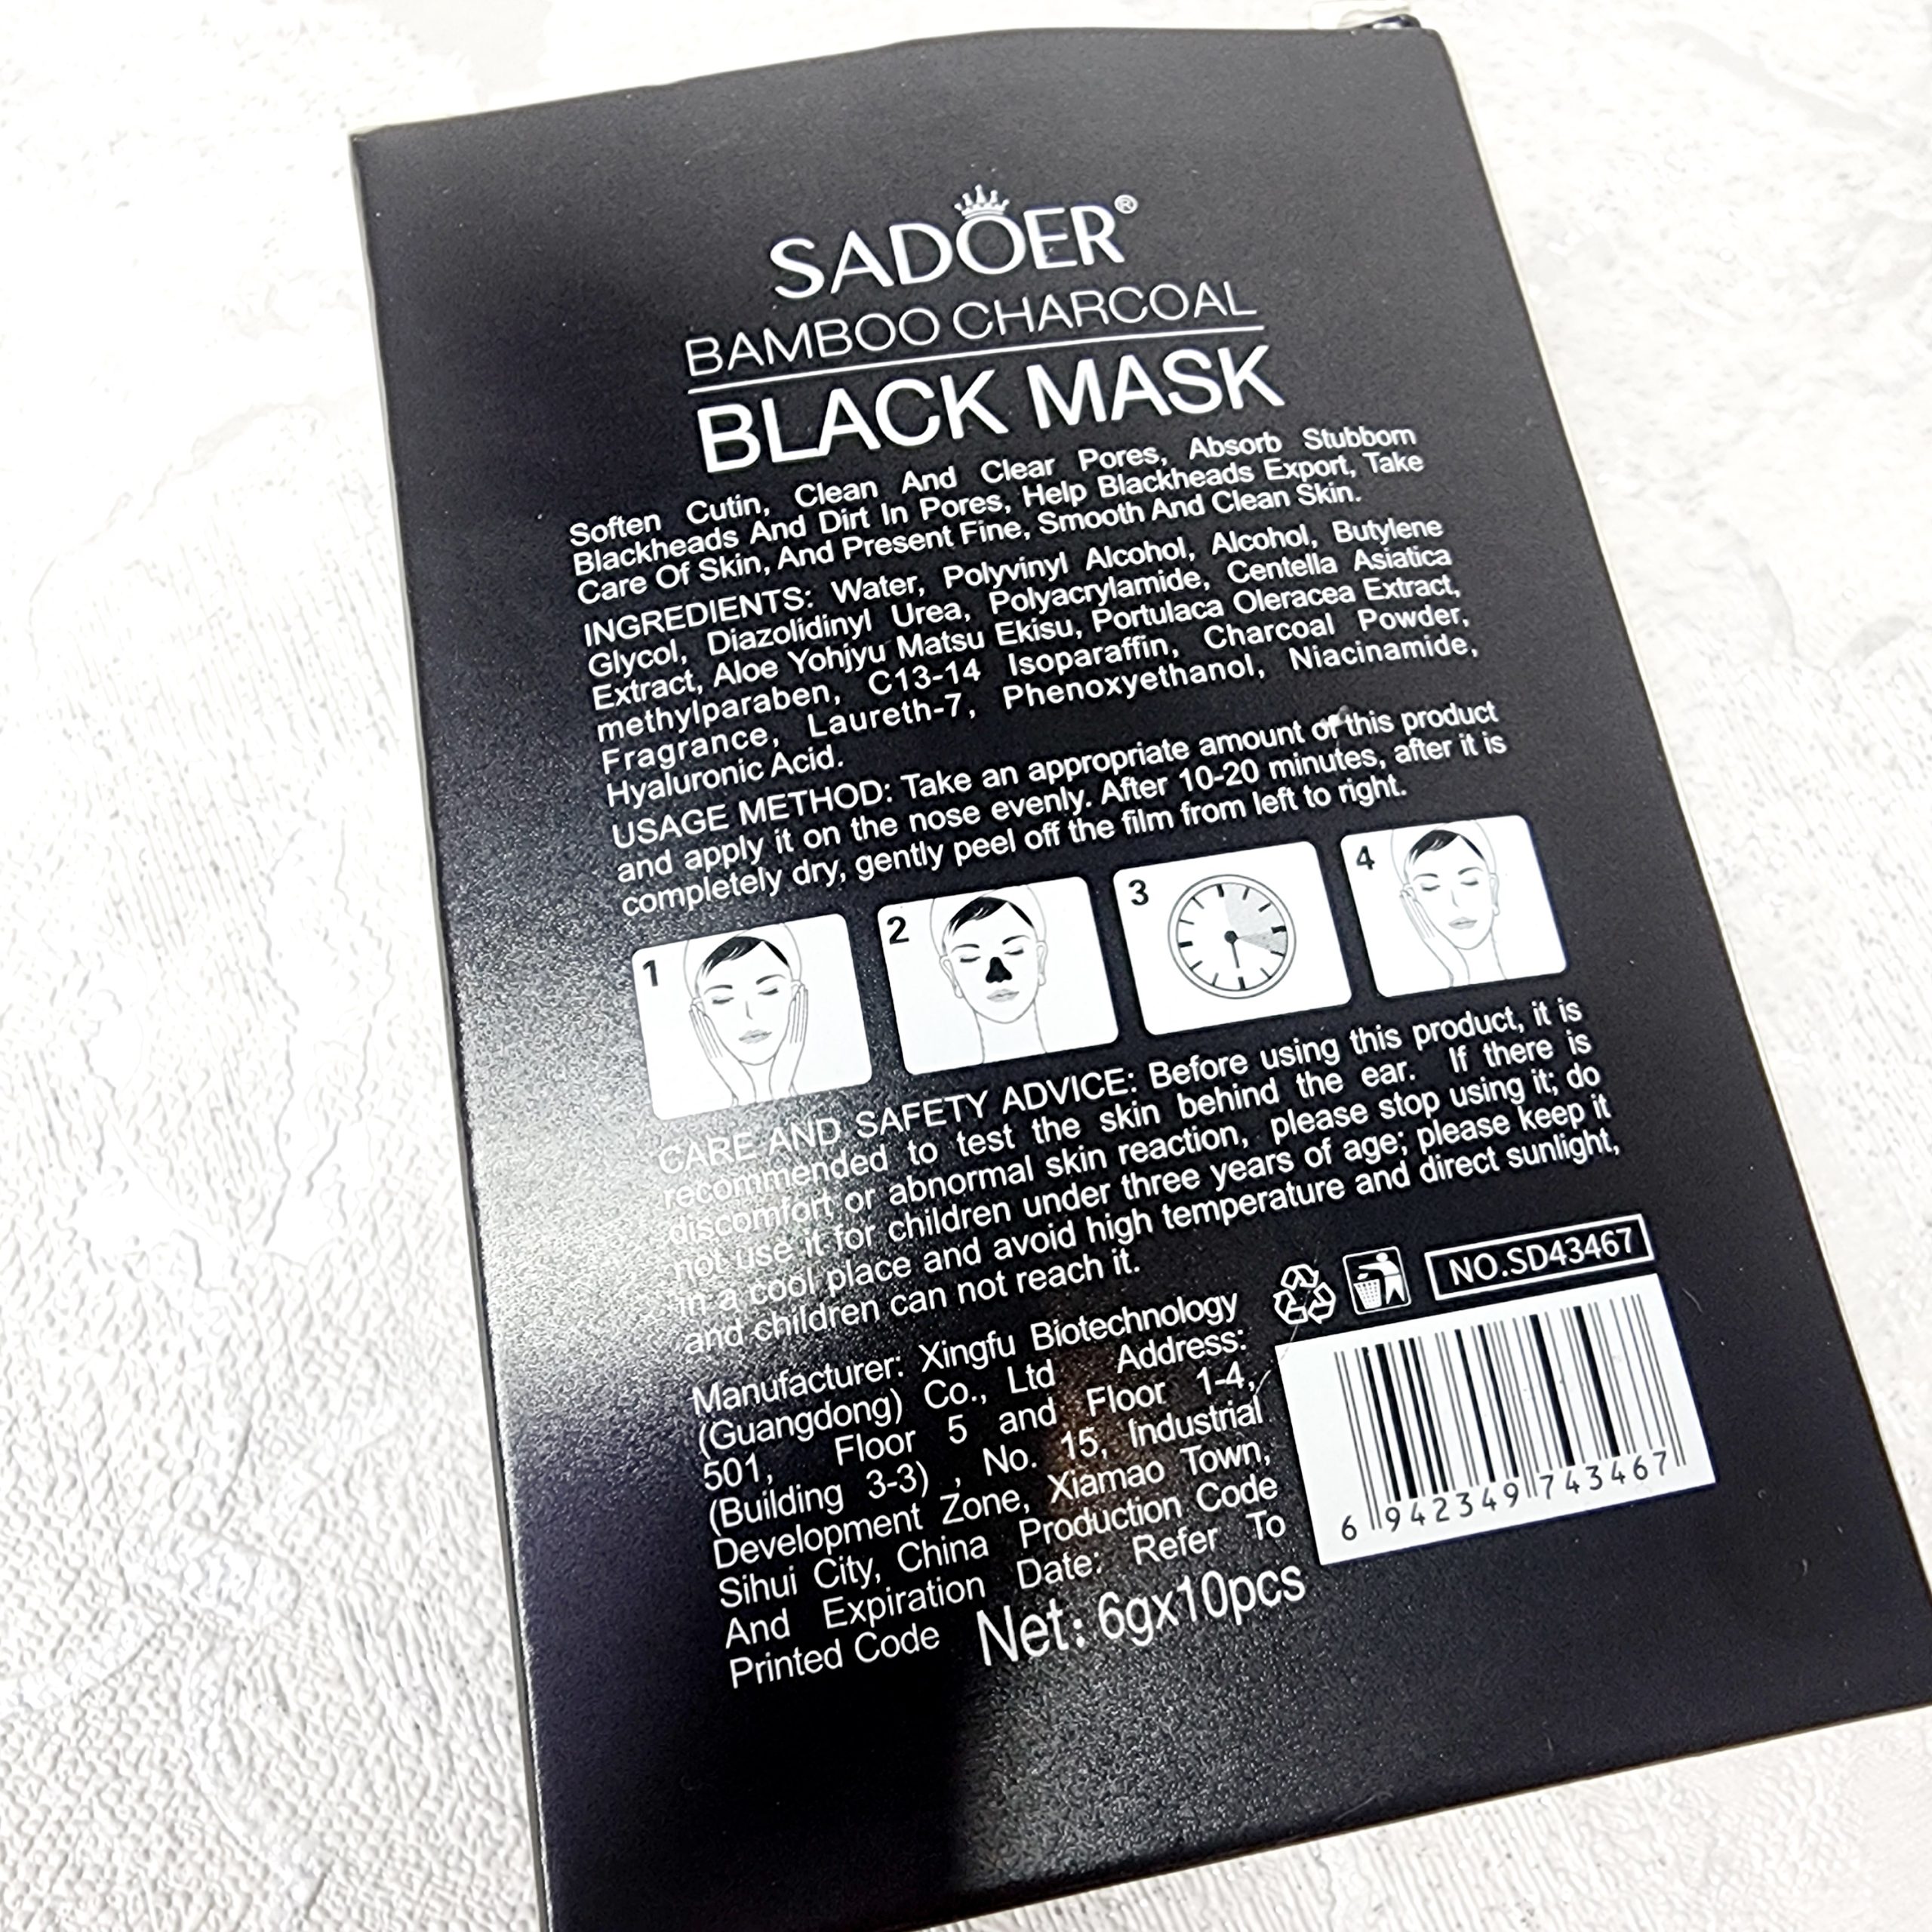 SADOER®
BAMBOO CHARCOAL
BLACK MASK
Soften Cutin, Clean And Clear Pores, Absorb Stubborn
Blackheads And Dirt In Pores, Help Blackheads Export, Take
Care Of Skin, And Present Fine, Smooth And Clean Skin.
INGREDIENTS: Water, Polyvinyl Alcohol, Alcohol, Butylene
Glycol, Diazolidinyl Urea, Polyacrylamide, Centella Asiatica
Extract, Aloe Yohjyu Matsu Ekisu, Portulaca Oleracea Extract,
methylparaben, C13-14 Isoparaffin, Charcoal Powder,
Fragrance, Laureth-7, Phenoxyethanol, Niacinamide,
Hyaluronic Acid.
USAGE METHOD: Take an appropriate amount of this product
and apply it on the nose evenly. After 10-20 minutes, after it is
completely dry, gently peel off the film from left to right.
1
2
3
4
CARE AND SAFETY ADVICE: Before using this product, it is
recommended to test the skin behind the ear. If there is
discomfort or abnormal skin reaction, please stop using it; do
not use it for children under three years of age; please keep it
in a cool place and avoid high temperature and direct sunlight,
and children can not reach it.
Manufacturer: Xingfu Biotechnology
(Guangdong) Co., Ltd Address:
501, Floor 5 and Floor 1-4,
(Building 3-3) , No. 15, Industrial
Development Zone, Xiamao Town,
Sihui City, China Production Code
And Expiration Date: Refer To
Printed Code
Net: 6gx10pcs
NO.SD43467
6 942349 743467